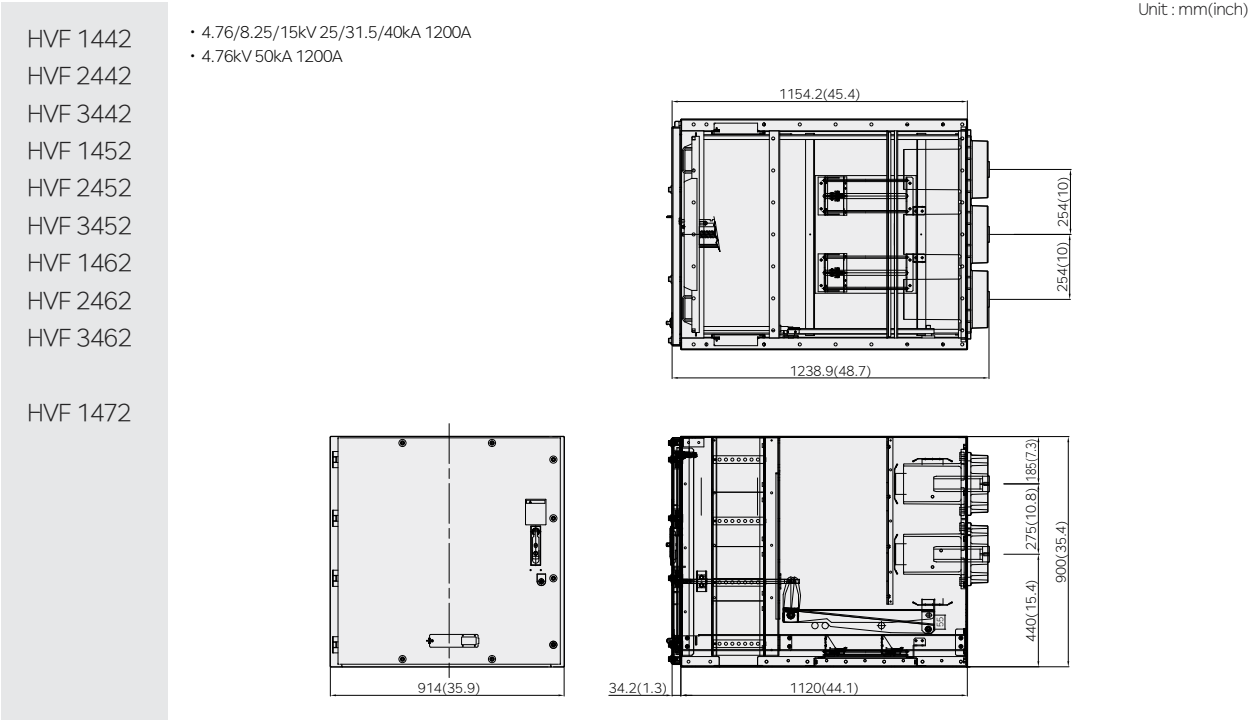 Unit : mm(inch)
HVF 1442
HVF 2442
HVF 3442
HVF 1452
HVF 2452
HVF 3452
HVF 1462
HVF 2462
HVF 3462
HVF 1472
・4.76/8.25/15kV 25/31.5/40kA 1200A
・4.76kV 50kA 1200A
1154.2(45.4)
254(10)
254(10)
1238.9(48.7)
914(35.9)
185(7.3)
275(10.8)
440(15.4)
900(35.4)
55
34.2(1.3)
1120(44.1)